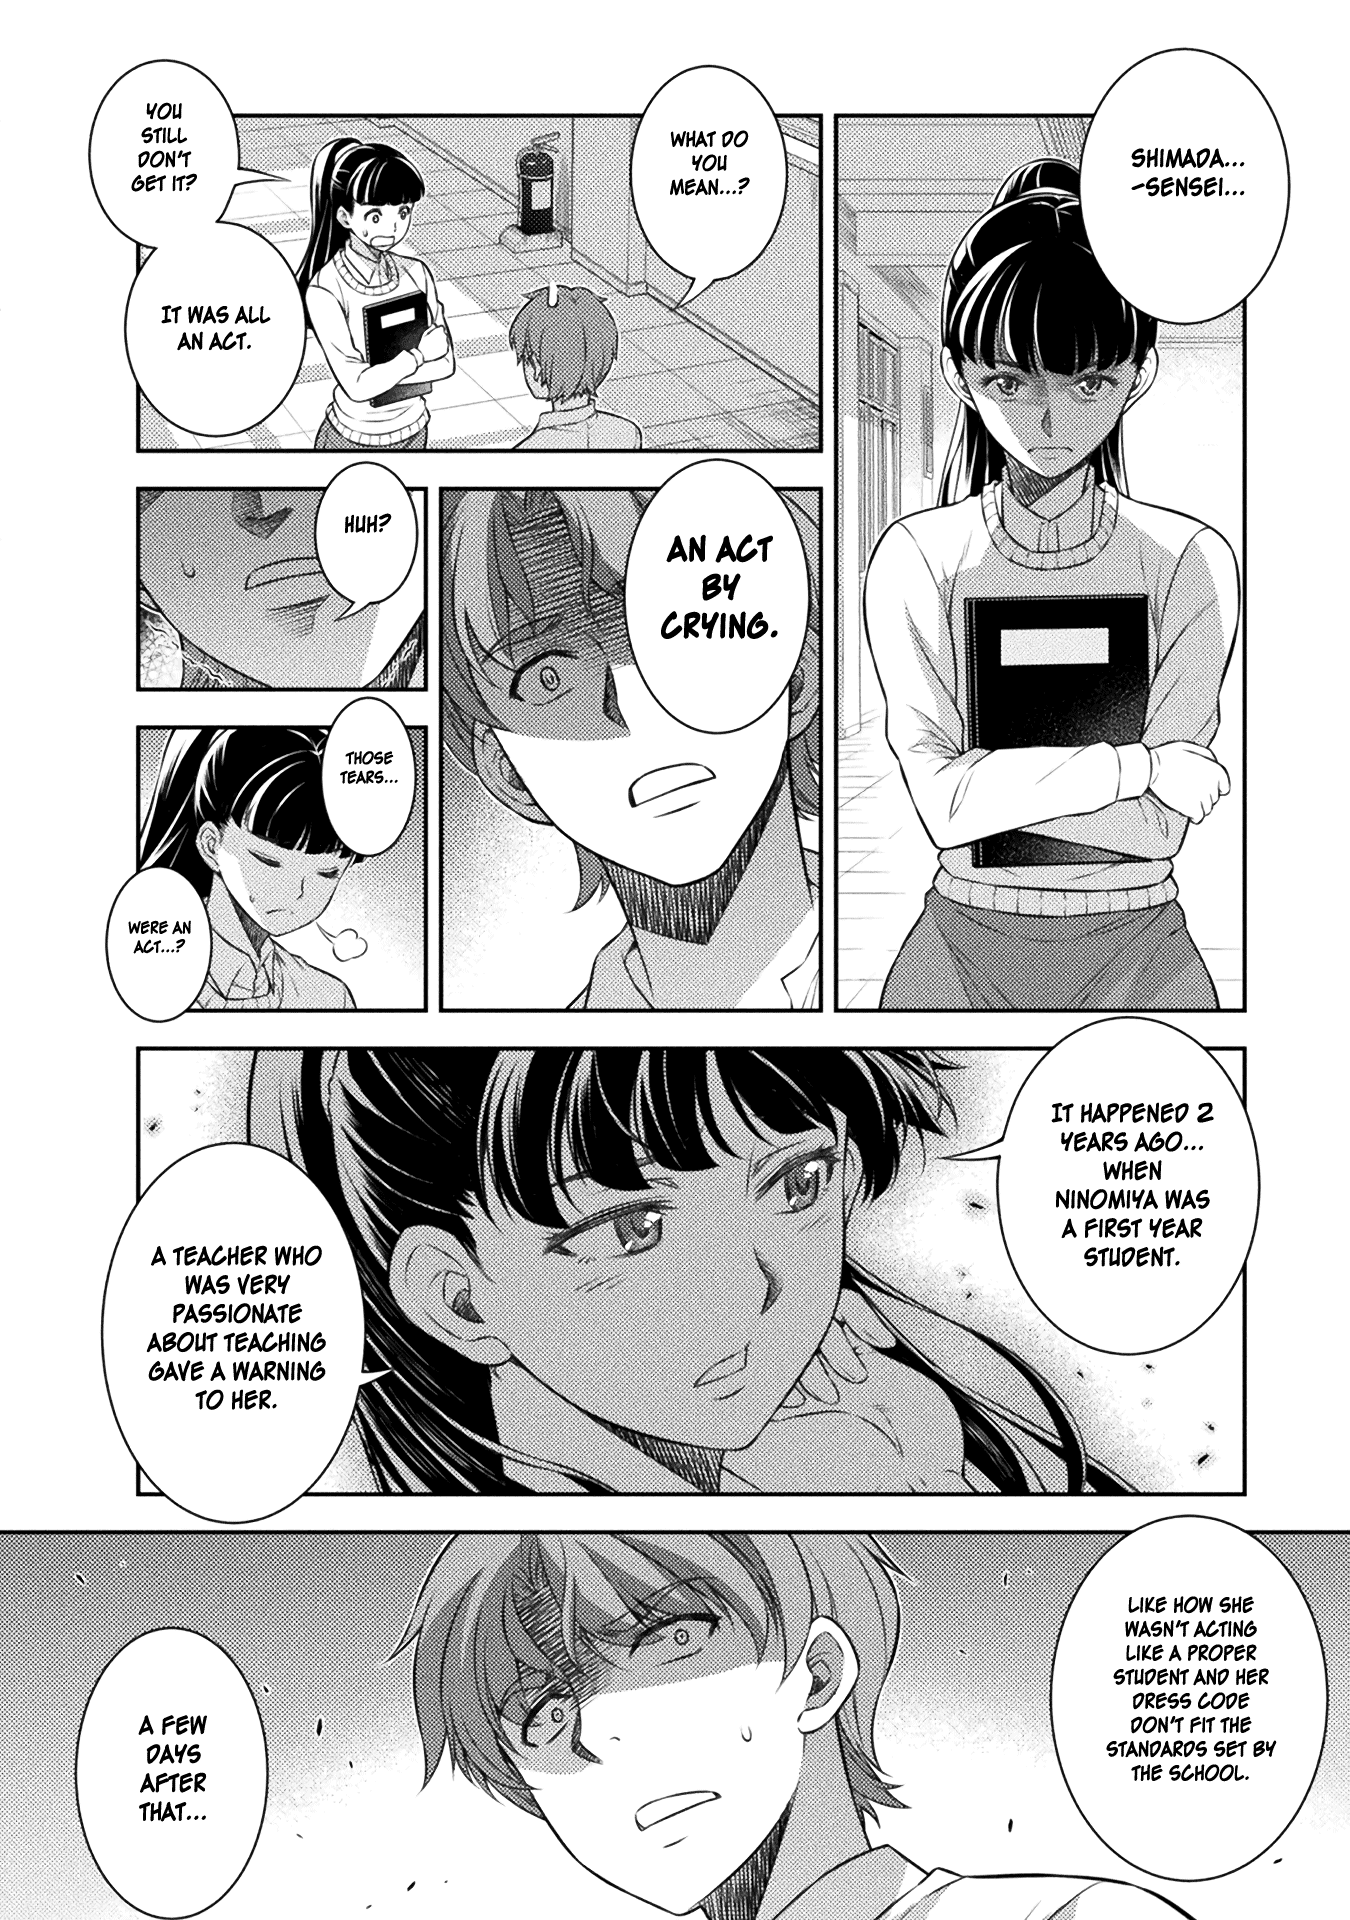 SHIMADA...
-SENSEI...
WHAT DO
YOU
MEAN...?
YOU
STILL
DON'T
GET IT?
IT WAS ALL
AN ACT.
AN ACT
BY
CRYING.
HUH?
THOSE
TEARS...
WERE AN
ACT...?
IT HAPPENED 2
YEARS AGO...
WHEN
NINOMIYA WAS
A FIRST YEAR
STUDENT.
A TEACHER WHO
WAS VERY
PASSIONATE
ABOUT TEACHING
GAVE A WARNING
TO HER.
LIKE HOW SHE
WASN'T ACTING
LIKE A PROPER
STUDENT AND HER
DRESS CODE
DON'T FIT THE
STANDARDS SET BY
THE SCHOOL.
A FEW
DAYS
AFTER
THAT...